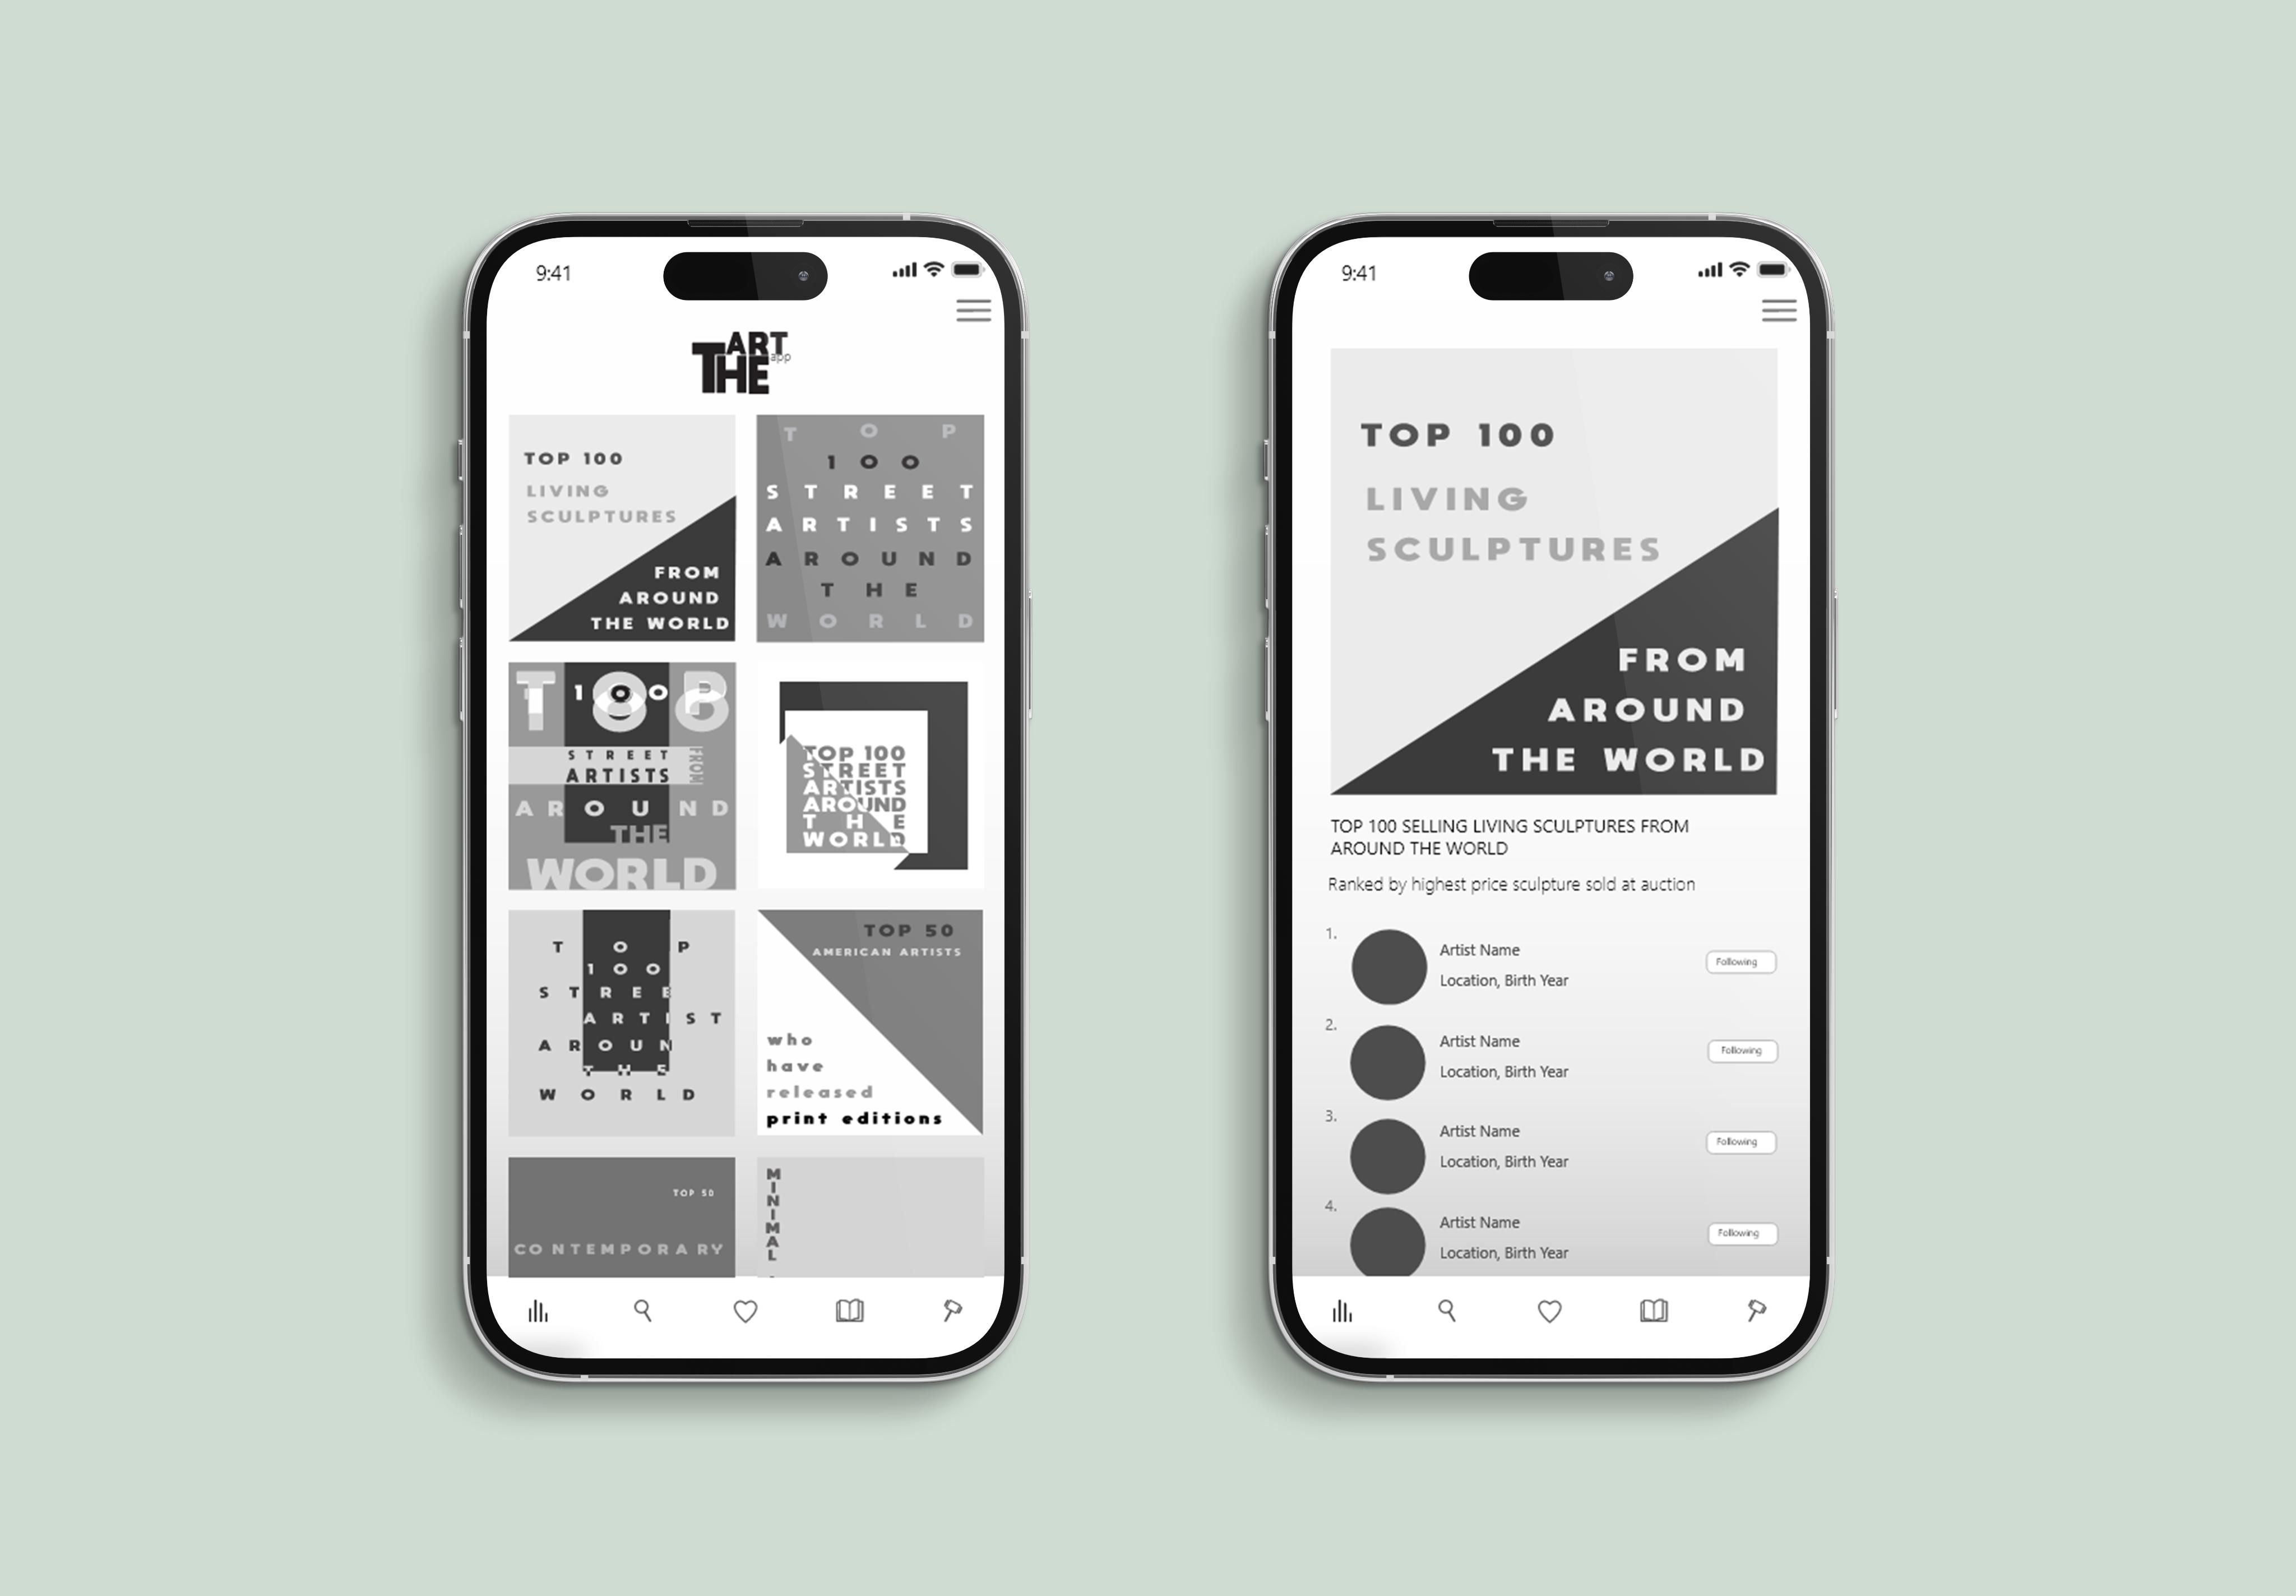 9:41
ART
app
THE
TOP 100
LIVING
SCULPTURES
FROM
AROUND
THE WORLD
T O P
1 0 0
S T R E E T
A R T I S T S
A R O U N D
T H E
W O R L D
T O P
1 0 0
S T R E E T
ARTISTS
FROM
A R O U N D
THE
WORLD
TOP 100
STREET
ARTISTS
AROUND
T H E
WORLD
T O P
1 0 0
S T R E E
A R T I S T
A R O U N
T H E
W O R L D
TOP 50
AMERICAN ARTISTS
who
have
released
print editions
TOP 50
CONTEMPORARY
MINIMAL
9:41
TOP 100
LIVING
SCULPTURES
FROM
AROUND
THE WORLD
TOP 100 SELLING LIVING SCULPTURES FROM
AROUND THE WORLD
Ranked by highest price sculpture sold at auction
1.
Artist Name
Location, Birth Year
Following
2.
Artist Name
Location, Birth Year
Following
3.
Artist Name
Location, Birth Year
Following
4.
Artist Name
Location, Birth Year
Following